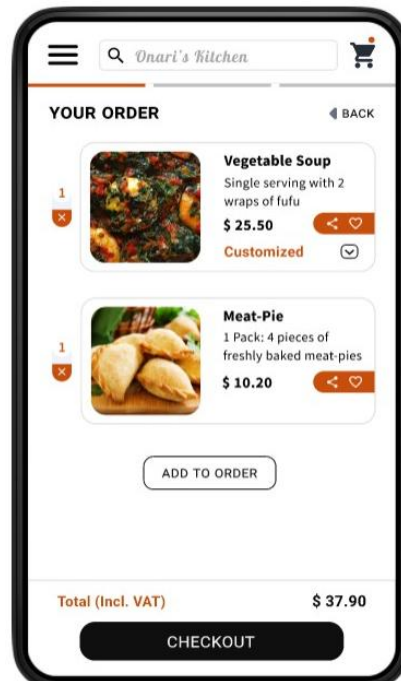 Onari's Kitchen
YOUR ORDER
BACK
1
Vegetable Soup
Single serving with 2
wraps of fufu
$ 25.50
Customized
1
Meat-Pie
1 Pack: 4 pieces of
freshly baked meat-pies
$ 10.20
ADD TO ORDER
Total (Incl. VAT)
$ 37.90
CHECKOUT